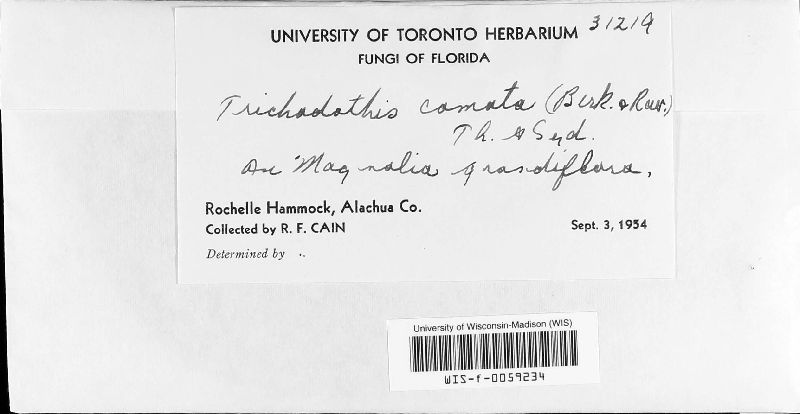 UNIVERSITY OF TORONTO HERBARIUM 31219
FUNGI OF FLORIDA
Trichodothis comata (Berk. & Rav.)
Th. & Syd.
On Magnolia grandiflora,
Rochelle Hammock, Alachua Co.
Collected by R. F. CAIN Sept. 3, 1954
Determined by
University of Wisconsin-Madison (WIS)
WIS-f-0059234